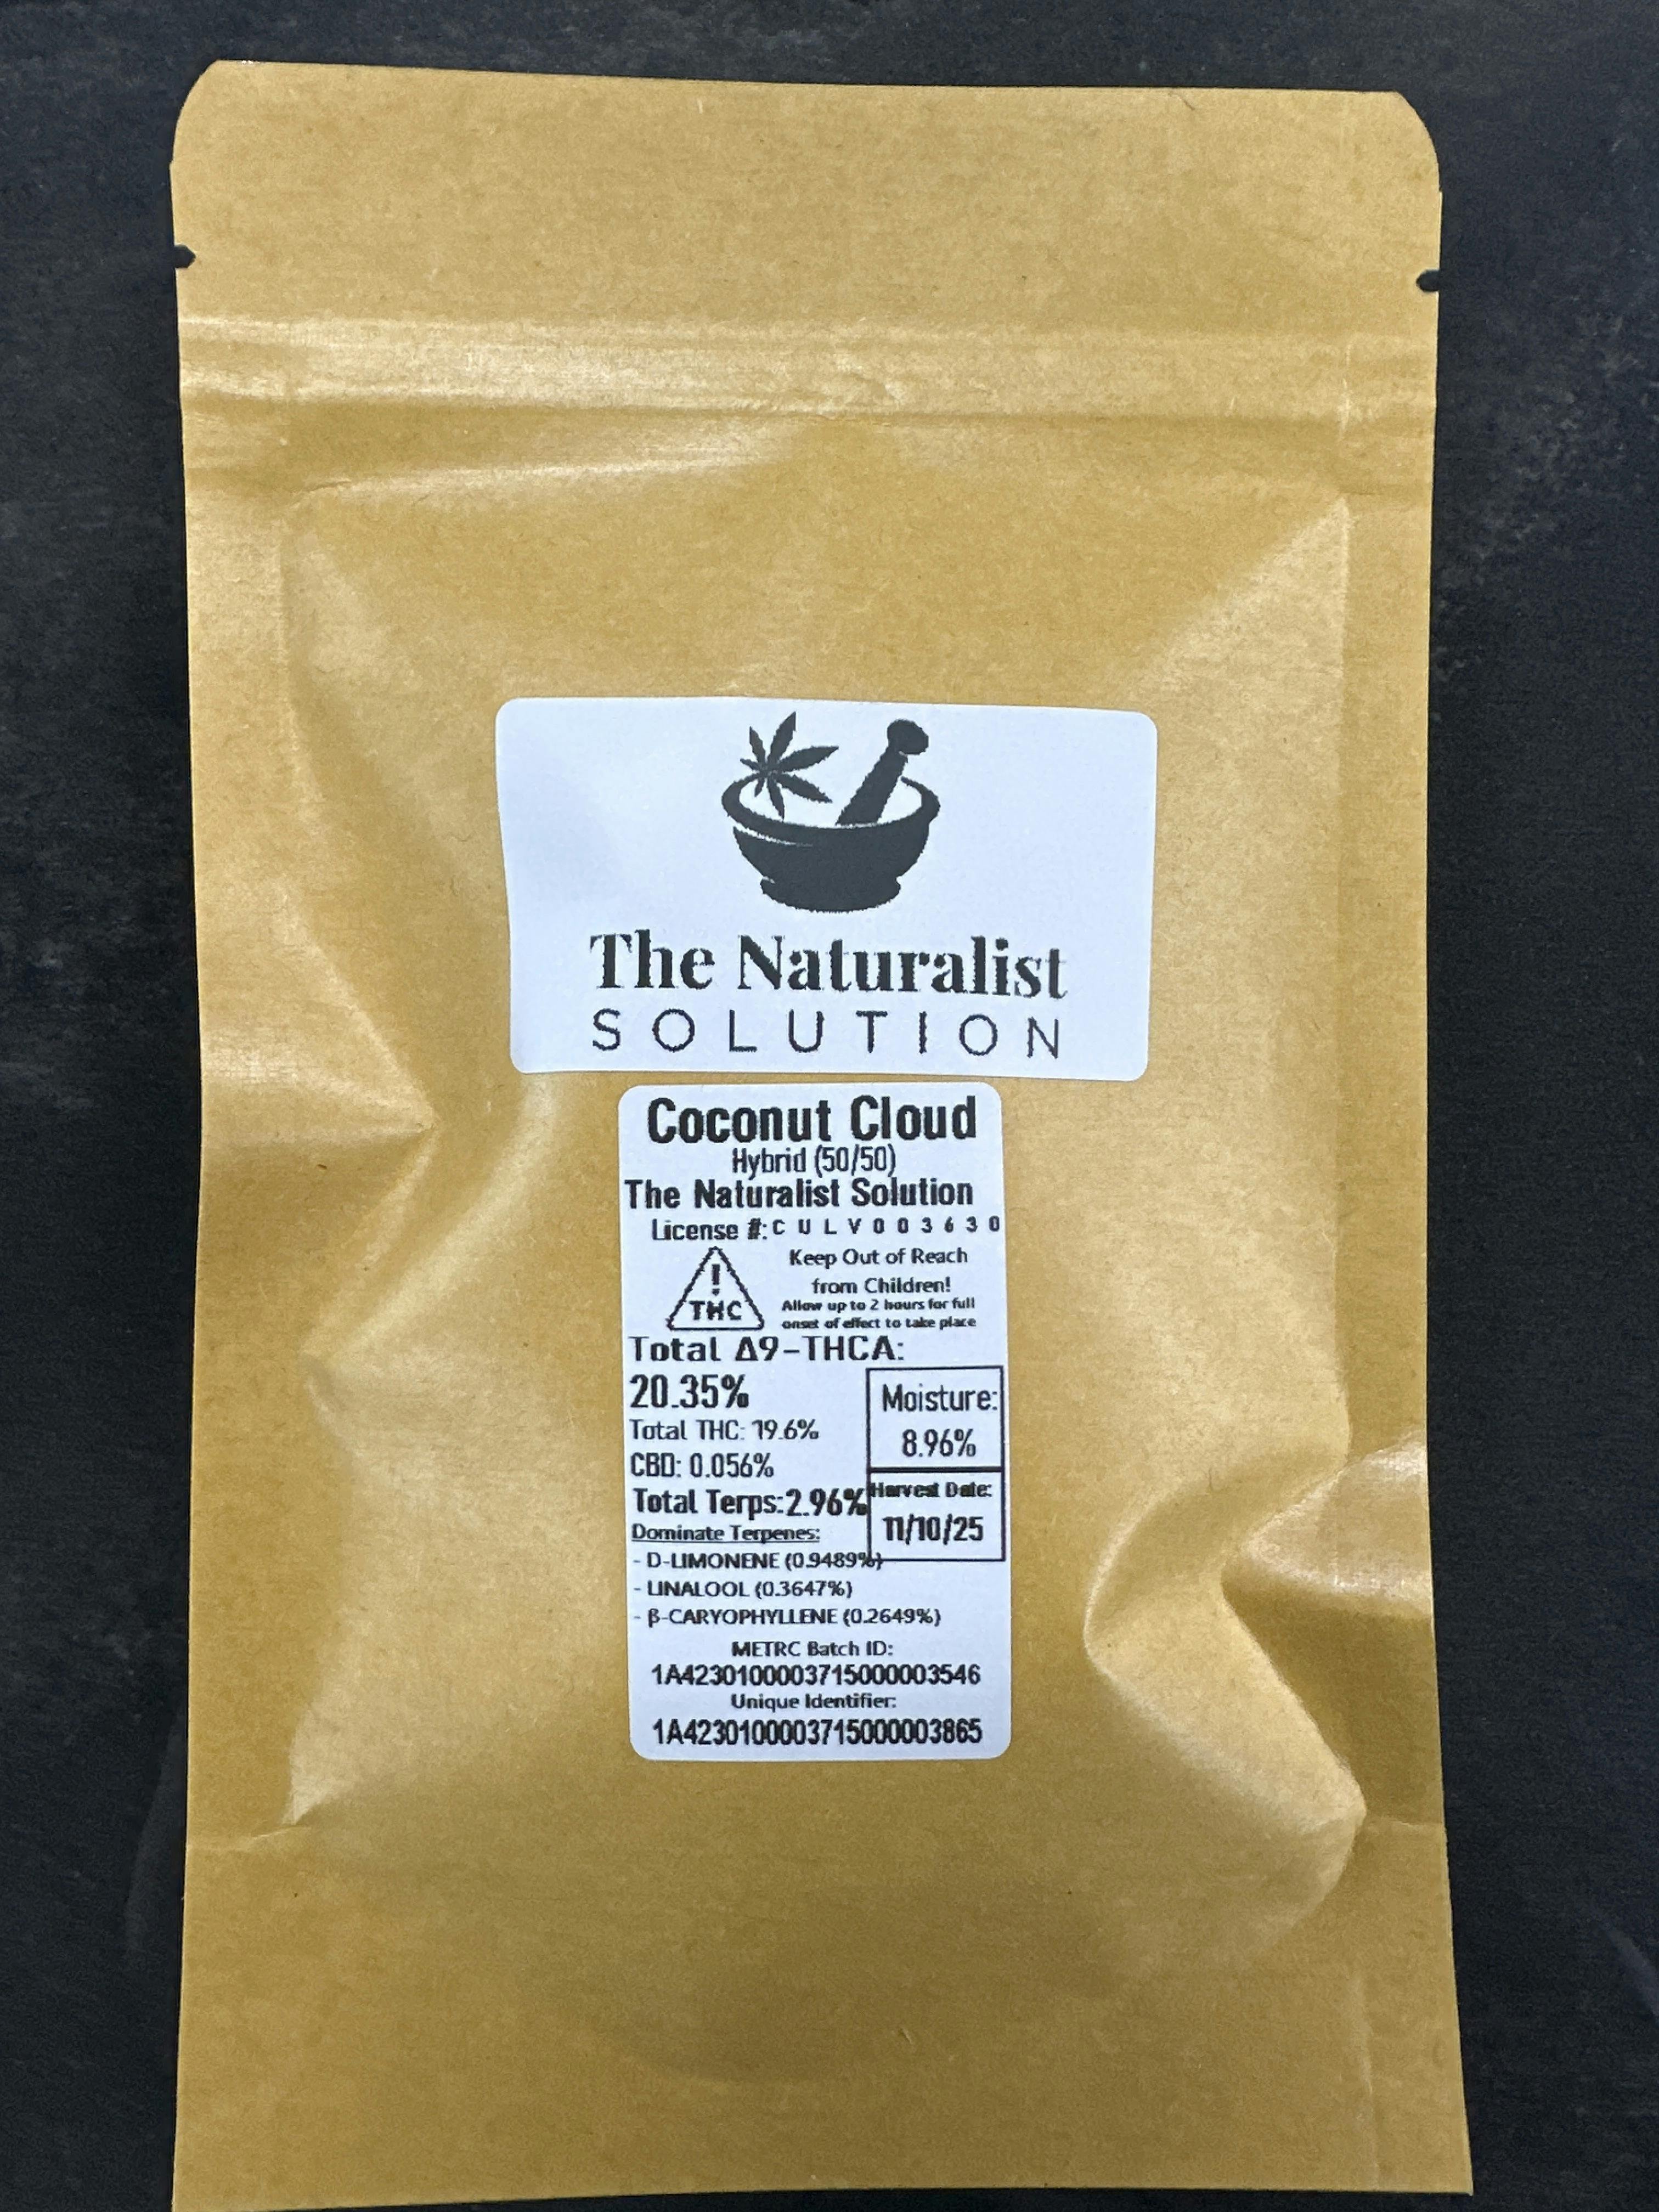 The Naturalist
SOLUTION
Coconut Cloud
Hybrid (50/50)
The Naturalist Solution
License #: CULV003630
!
THC
Keep Out of Reach
from Children!
Allow up to 2 hours for full
onset of effect to take place
Total Δ9-THCA:
20.35%
Total THC: 19.6%
CBD: 0.056%
Total Terps:2.96%
Moisture:
8.96%
Harvest Date:
11/10/25
Dominate Terpenes:
- D-LIMONENE (0.9489%)
- LINALOOL (0.3647%)
- β-CARYOPHYLLENE (0.2649%)
METRC Batch ID:
1A4230100003715000003546
Unique Identifier:
1A4230100003715000003865